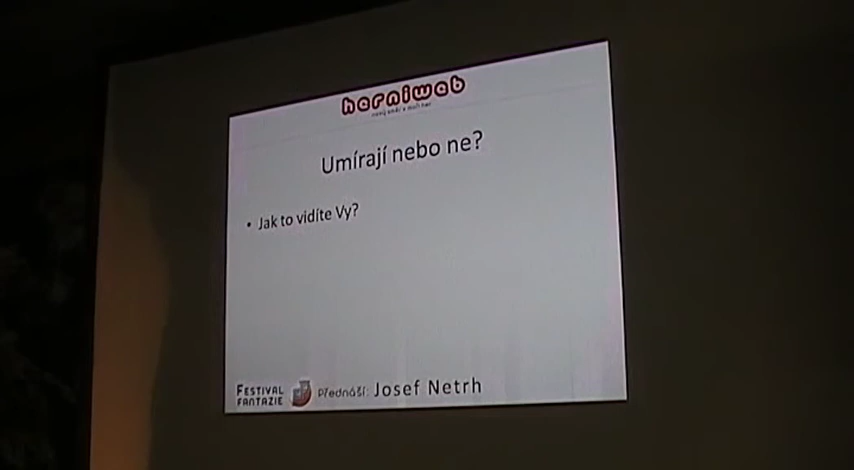 herniweb
Umírají nebo ne?
• Jak to vidíte Vy?
FESTIVAL
FANTAZIE
Přednáší: Josef Netrh